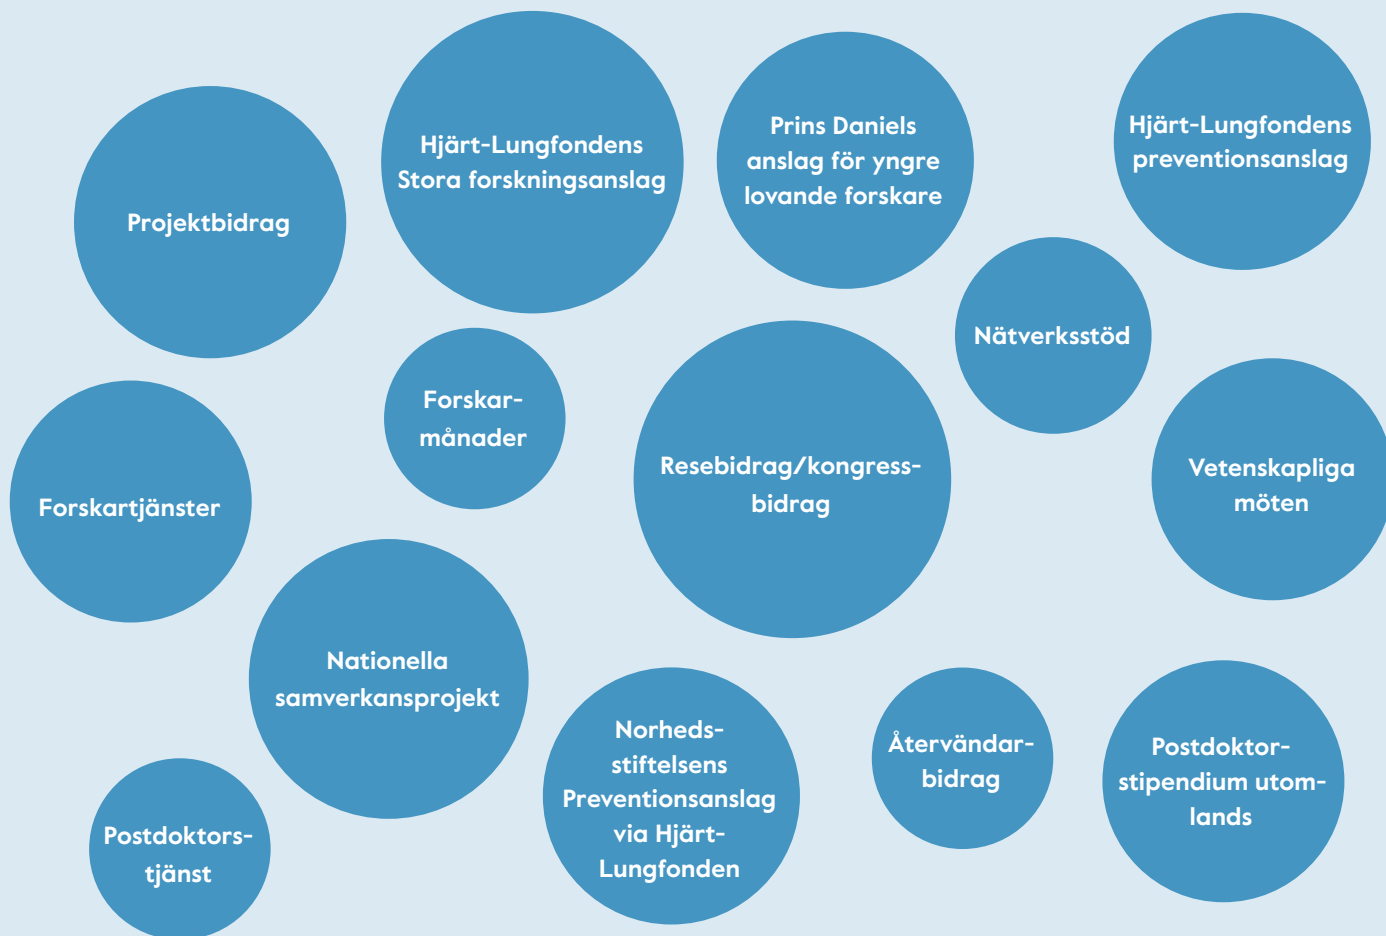 Hjärt-Lungfondens
Stora forskningsanslag
Prins Daniels
anslag för yngre
lovande forskare
Hjärt-Lungfondens
preventionsanslag
Projektbidrag
Nätverksstöd
Forskar-
månader
Resebidrag/kongress-
bidrag
Vetenskapliga
möten
Forskartjänster
Nationella
samverkansprojekt
Norheds-
stiftelsens
Preventionsanslag
via Hjärt-
Lungfonden
Återvändar-
bidrag
Postdoktor-
stipendium utom-
lands
Postdoktors-
tjänst